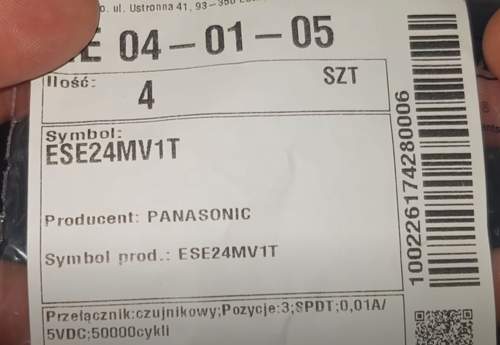 o. ul. Ustronna 41, 93-350
E 04-01-05
Ilość:
4
SZT
Symbol:
ESE24MV1T
Producent: PANASONIC
Symbol prod.: ESE24MV1T
Przełącznik:czujnikowy;Pozycje:3;SPDT;0,01A/
5VDC;50000cykli
100226174280006